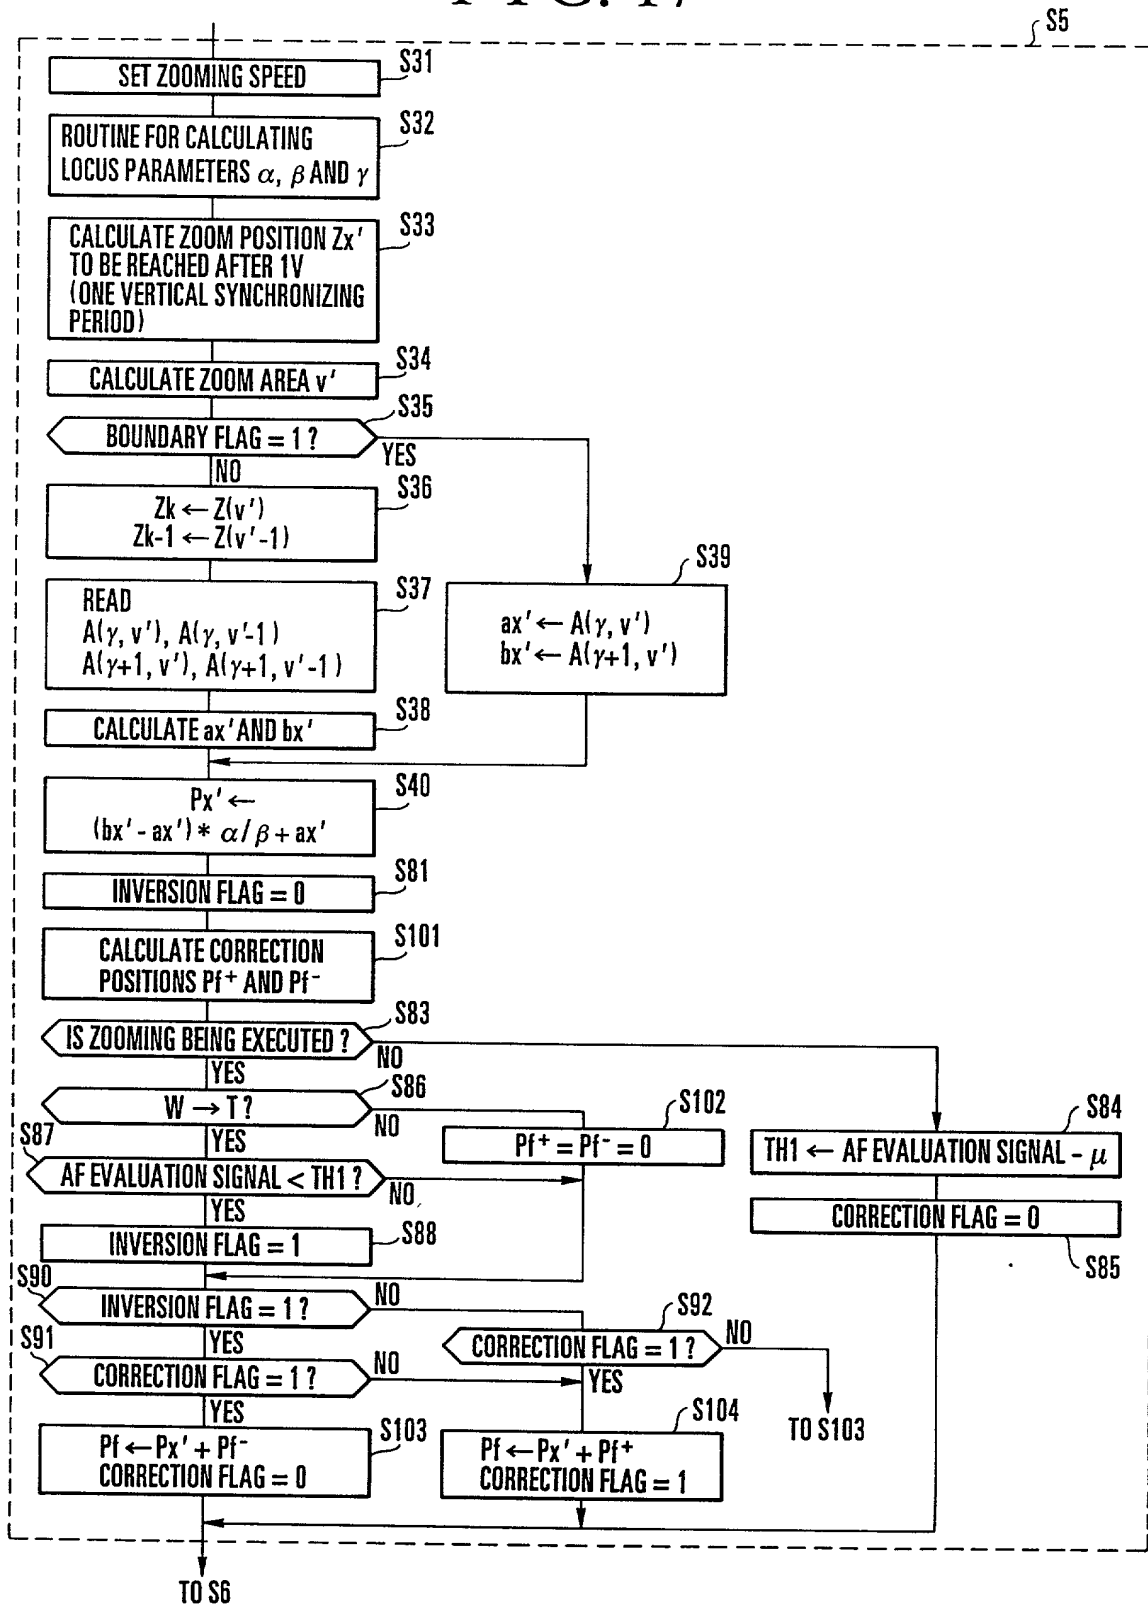 FIG. 17
S5
SET ZOOMING SPEED
S31
ROUTINE FOR CALCULATING
LOCUS PARAMETERS α, β AND γ
S32
CALCULATE ZOOM POSITION Zx'
TO BE REACHED AFTER 1V
(ONE VERTICAL SYNCHRONIZING
PERIOD)
S33
CALCULATE ZOOM AREA v'
S34
BOUNDARY FLAG = 1 ?
S35
YES
NO
Zk ← Z(v')
Zk-1 ← Z(v'-1)
S36
READ
A(γ, v'), A(γ, v'-1)
A(γ+1, v'), A(γ+1, v'-1)
S37
ax' ← A(γ, v')
bx' ← A(γ+1, v')
S39
CALCULATE ax' AND bx'
S38
Px' ←
(bx' - ax') * α/β + ax'
S40
INVERSION FLAG = 0
S81
CALCULATE CORRECTION
POSITIONS Pf+ AND Pf-
S101
IS ZOOMING BEING EXECUTED ?
S83
NO
YES
W → T ?
S86
NO
YES
Pf+ = Pf- = 0
S102
TH1 ← AF EVALUATION SIGNAL - μ
S84
S87
AF EVALUATION SIGNAL < TH1 ?
NO
YES
CORRECTION FLAG = 0
S85
INVERSION FLAG = 1
S88
S90
INVERSION FLAG = 1 ?
NO
YES
S92
CORRECTION FLAG = 1 ?
NO
YES
S91
CORRECTION FLAG = 1 ?
NO
YES
TO S103
Pf ← Px' + Pf-
CORRECTION FLAG = 0
S103
Pf ← Px' + Pf+
CORRECTION FLAG = 1
S104
TO S6